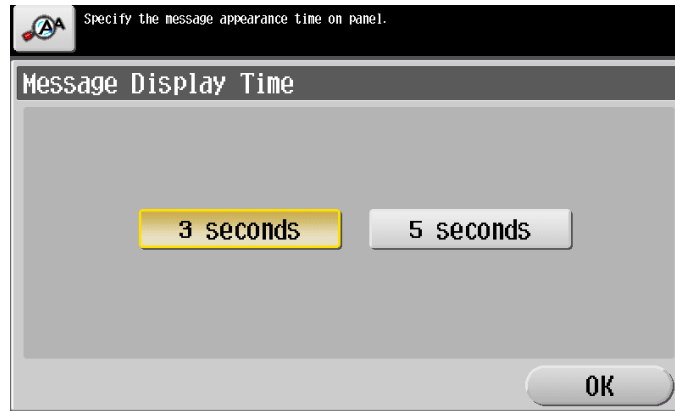 Specify the message appearance time on panel.
Message Display Time
3 seconds
5 seconds
OK